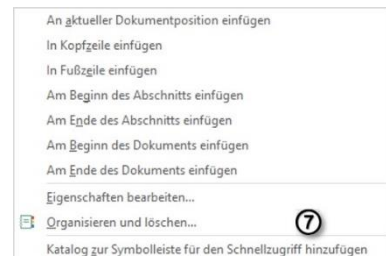 An aktueller Dokumentposition einfügen
In Kopfzeile einfügen
In Fußzeile einfügen
Am Beginn des Abschnitts einfügen
Am Ende des Abschnitts einfügen
Am Beginn des Dokuments einfügen
Am Ende des Dokuments einfügen
Eigenschaften bearbeiten...
Organisieren und löschen... 7
Katalog zur Symbolleiste für den Schnellzugriff hinzufügen